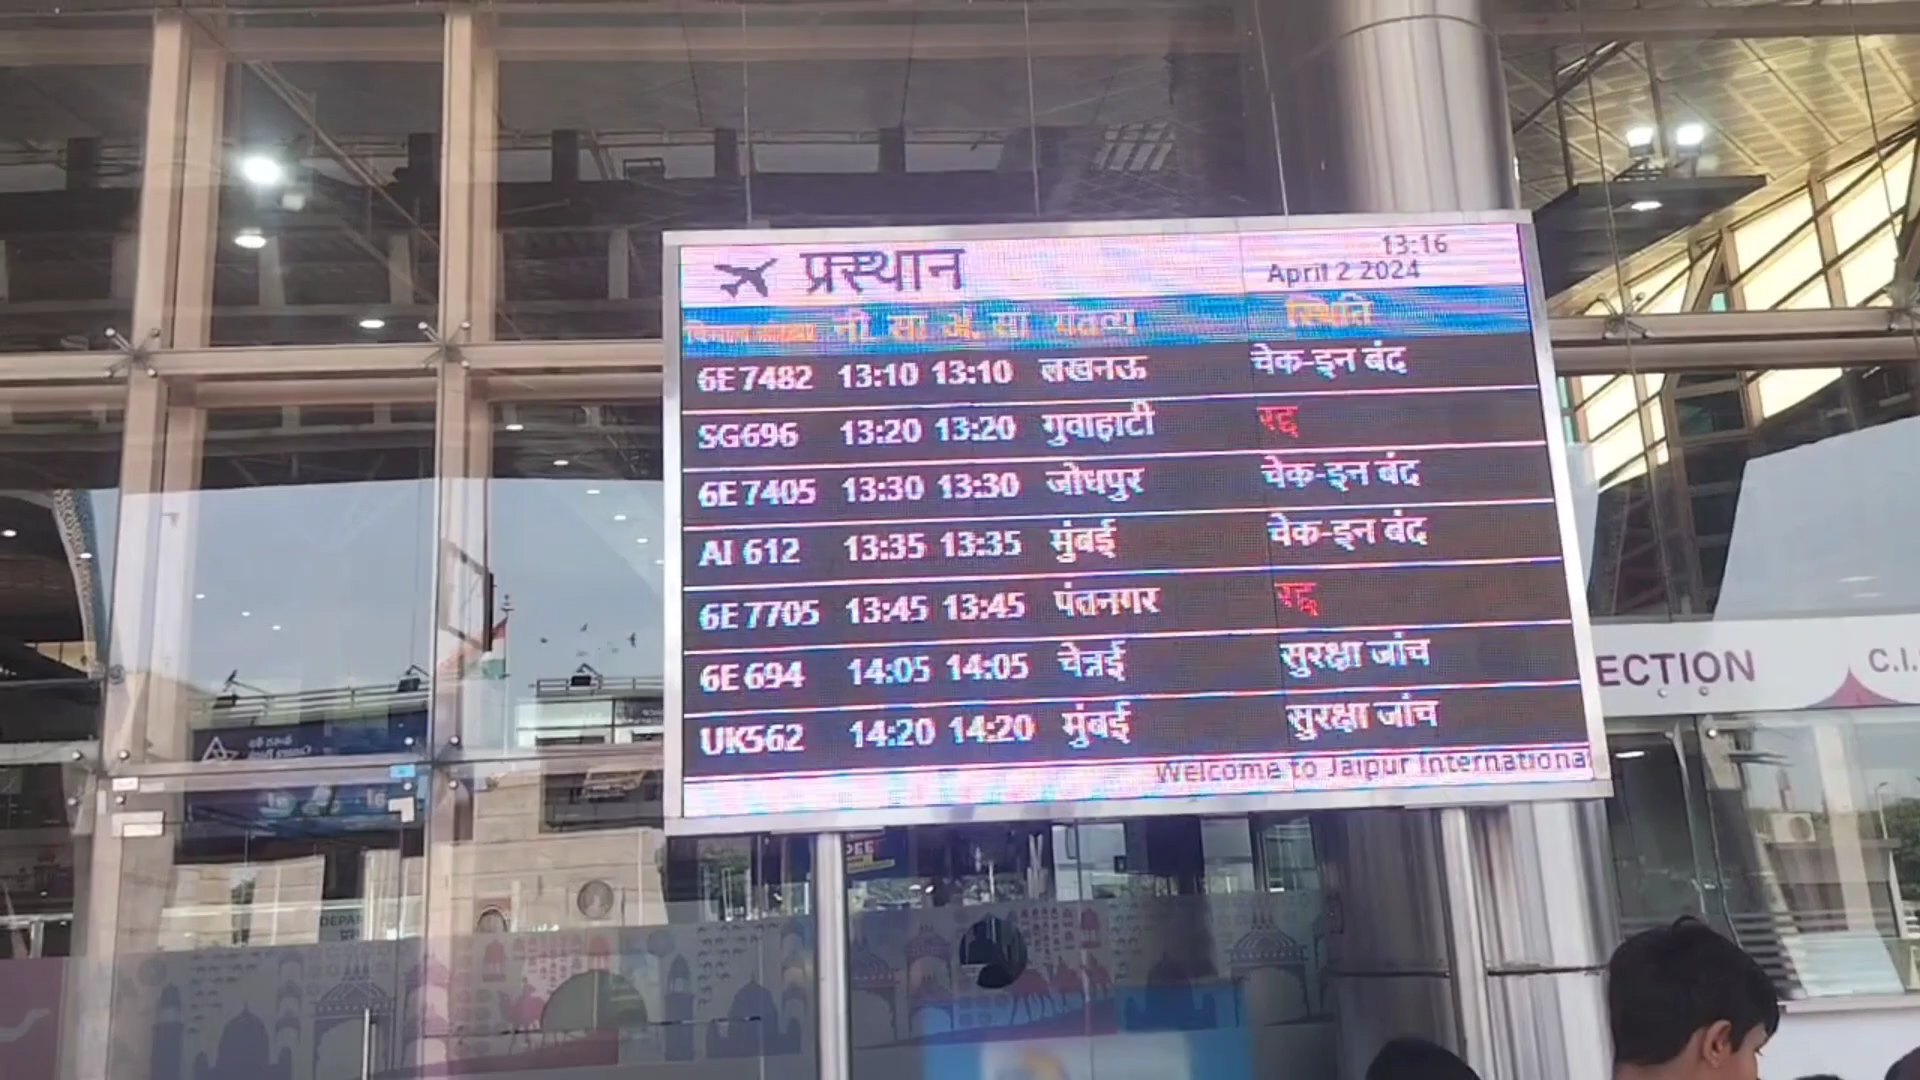 प्रस्थान
13:16
April 2 2024
नी. सा अं. सा गंतव्य स्थिति
6E 7482 13:10 13:10 लखनऊ चेक-इन बंद
SG696 13:20 13:20 गुवाहाटी रद्द
6E 7405 13:30 13:30 जोधपुर चेक-इन बंद
AI 612 13:35 13:35 मुंबई चेक-इन बंद
6E 7705 13:45 13:45 पंतनगर रद्द
6E 694 14:05 14:05 चेन्नई सुरक्षा जांच
UK562 14:20 14:20 मुंबई सुरक्षा जांच
Welcome to Jaipur Internationa
ECTION
C.I.